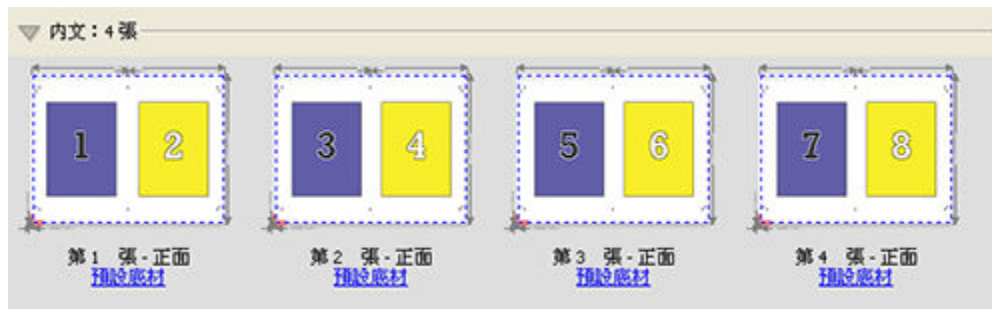 內文：4 張
1 2 3 4 5 6 7 8
第 1 張 - 正面 第 2 張 - 正面 第 3 張 - 正面 第 4 張 - 正面
預設底材 預設底材 預設底材 預設底材